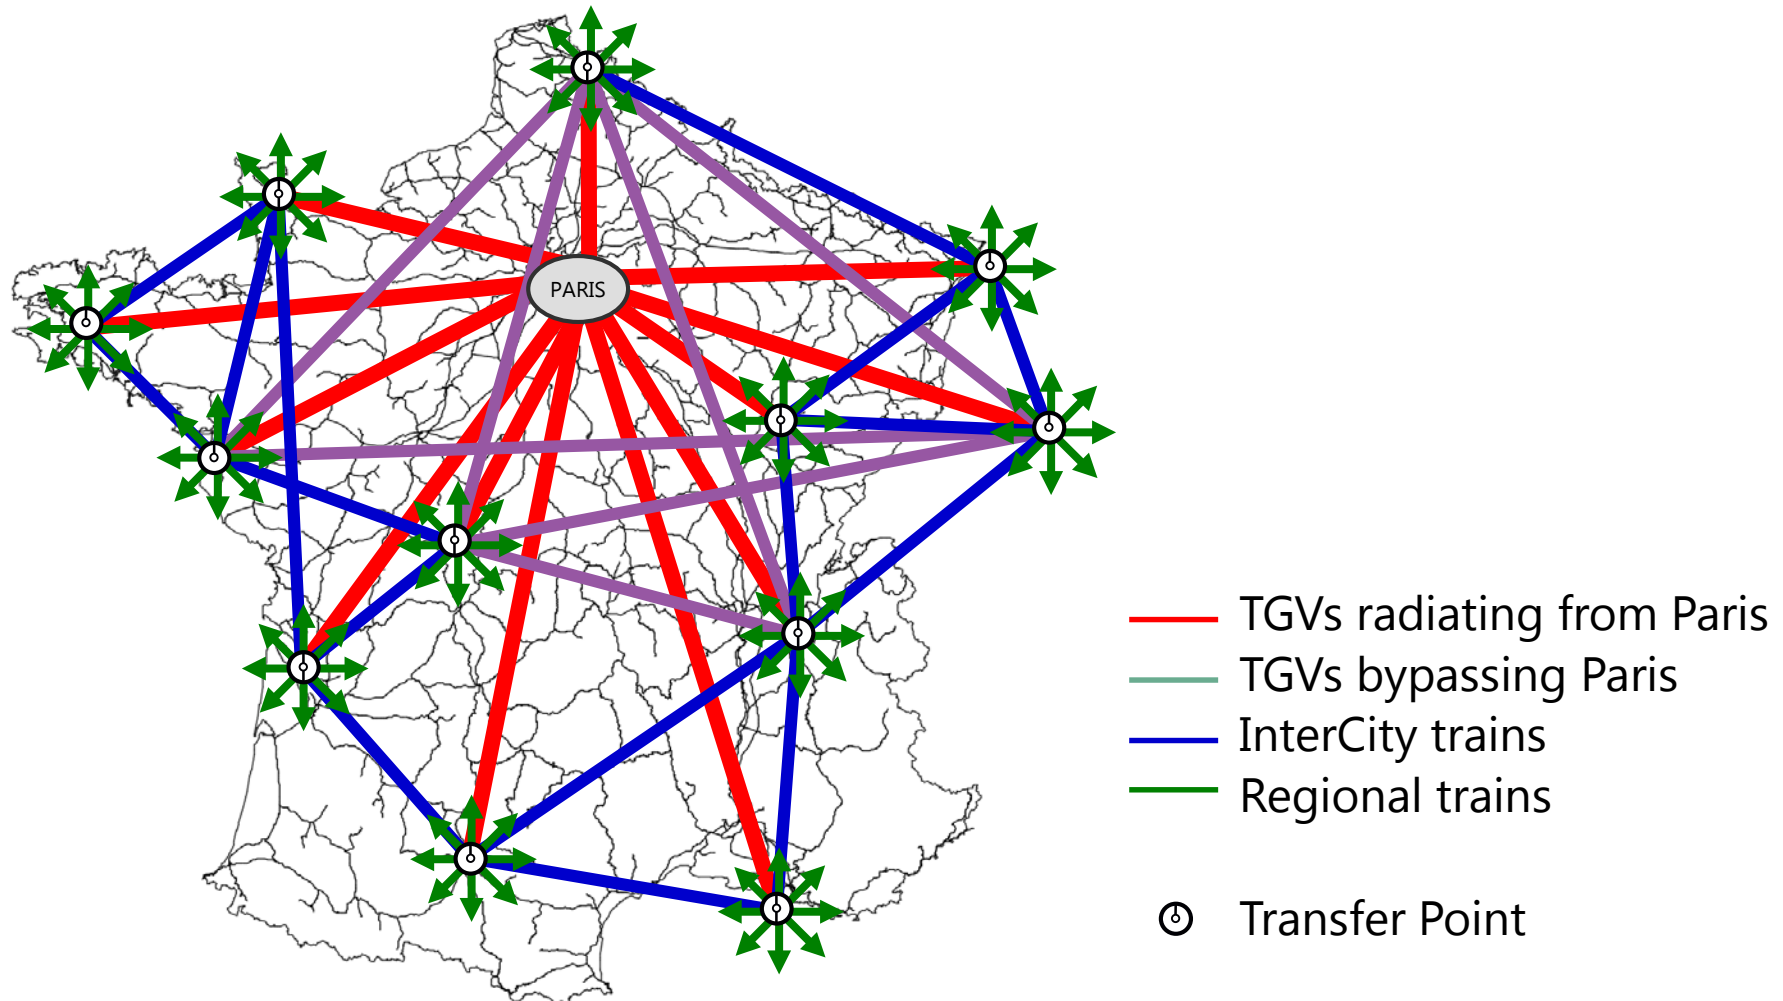 PARIS
TGVs radiating from Paris
TGVs bypassing Paris
InterCity trains
Regional trains
Transfer Point